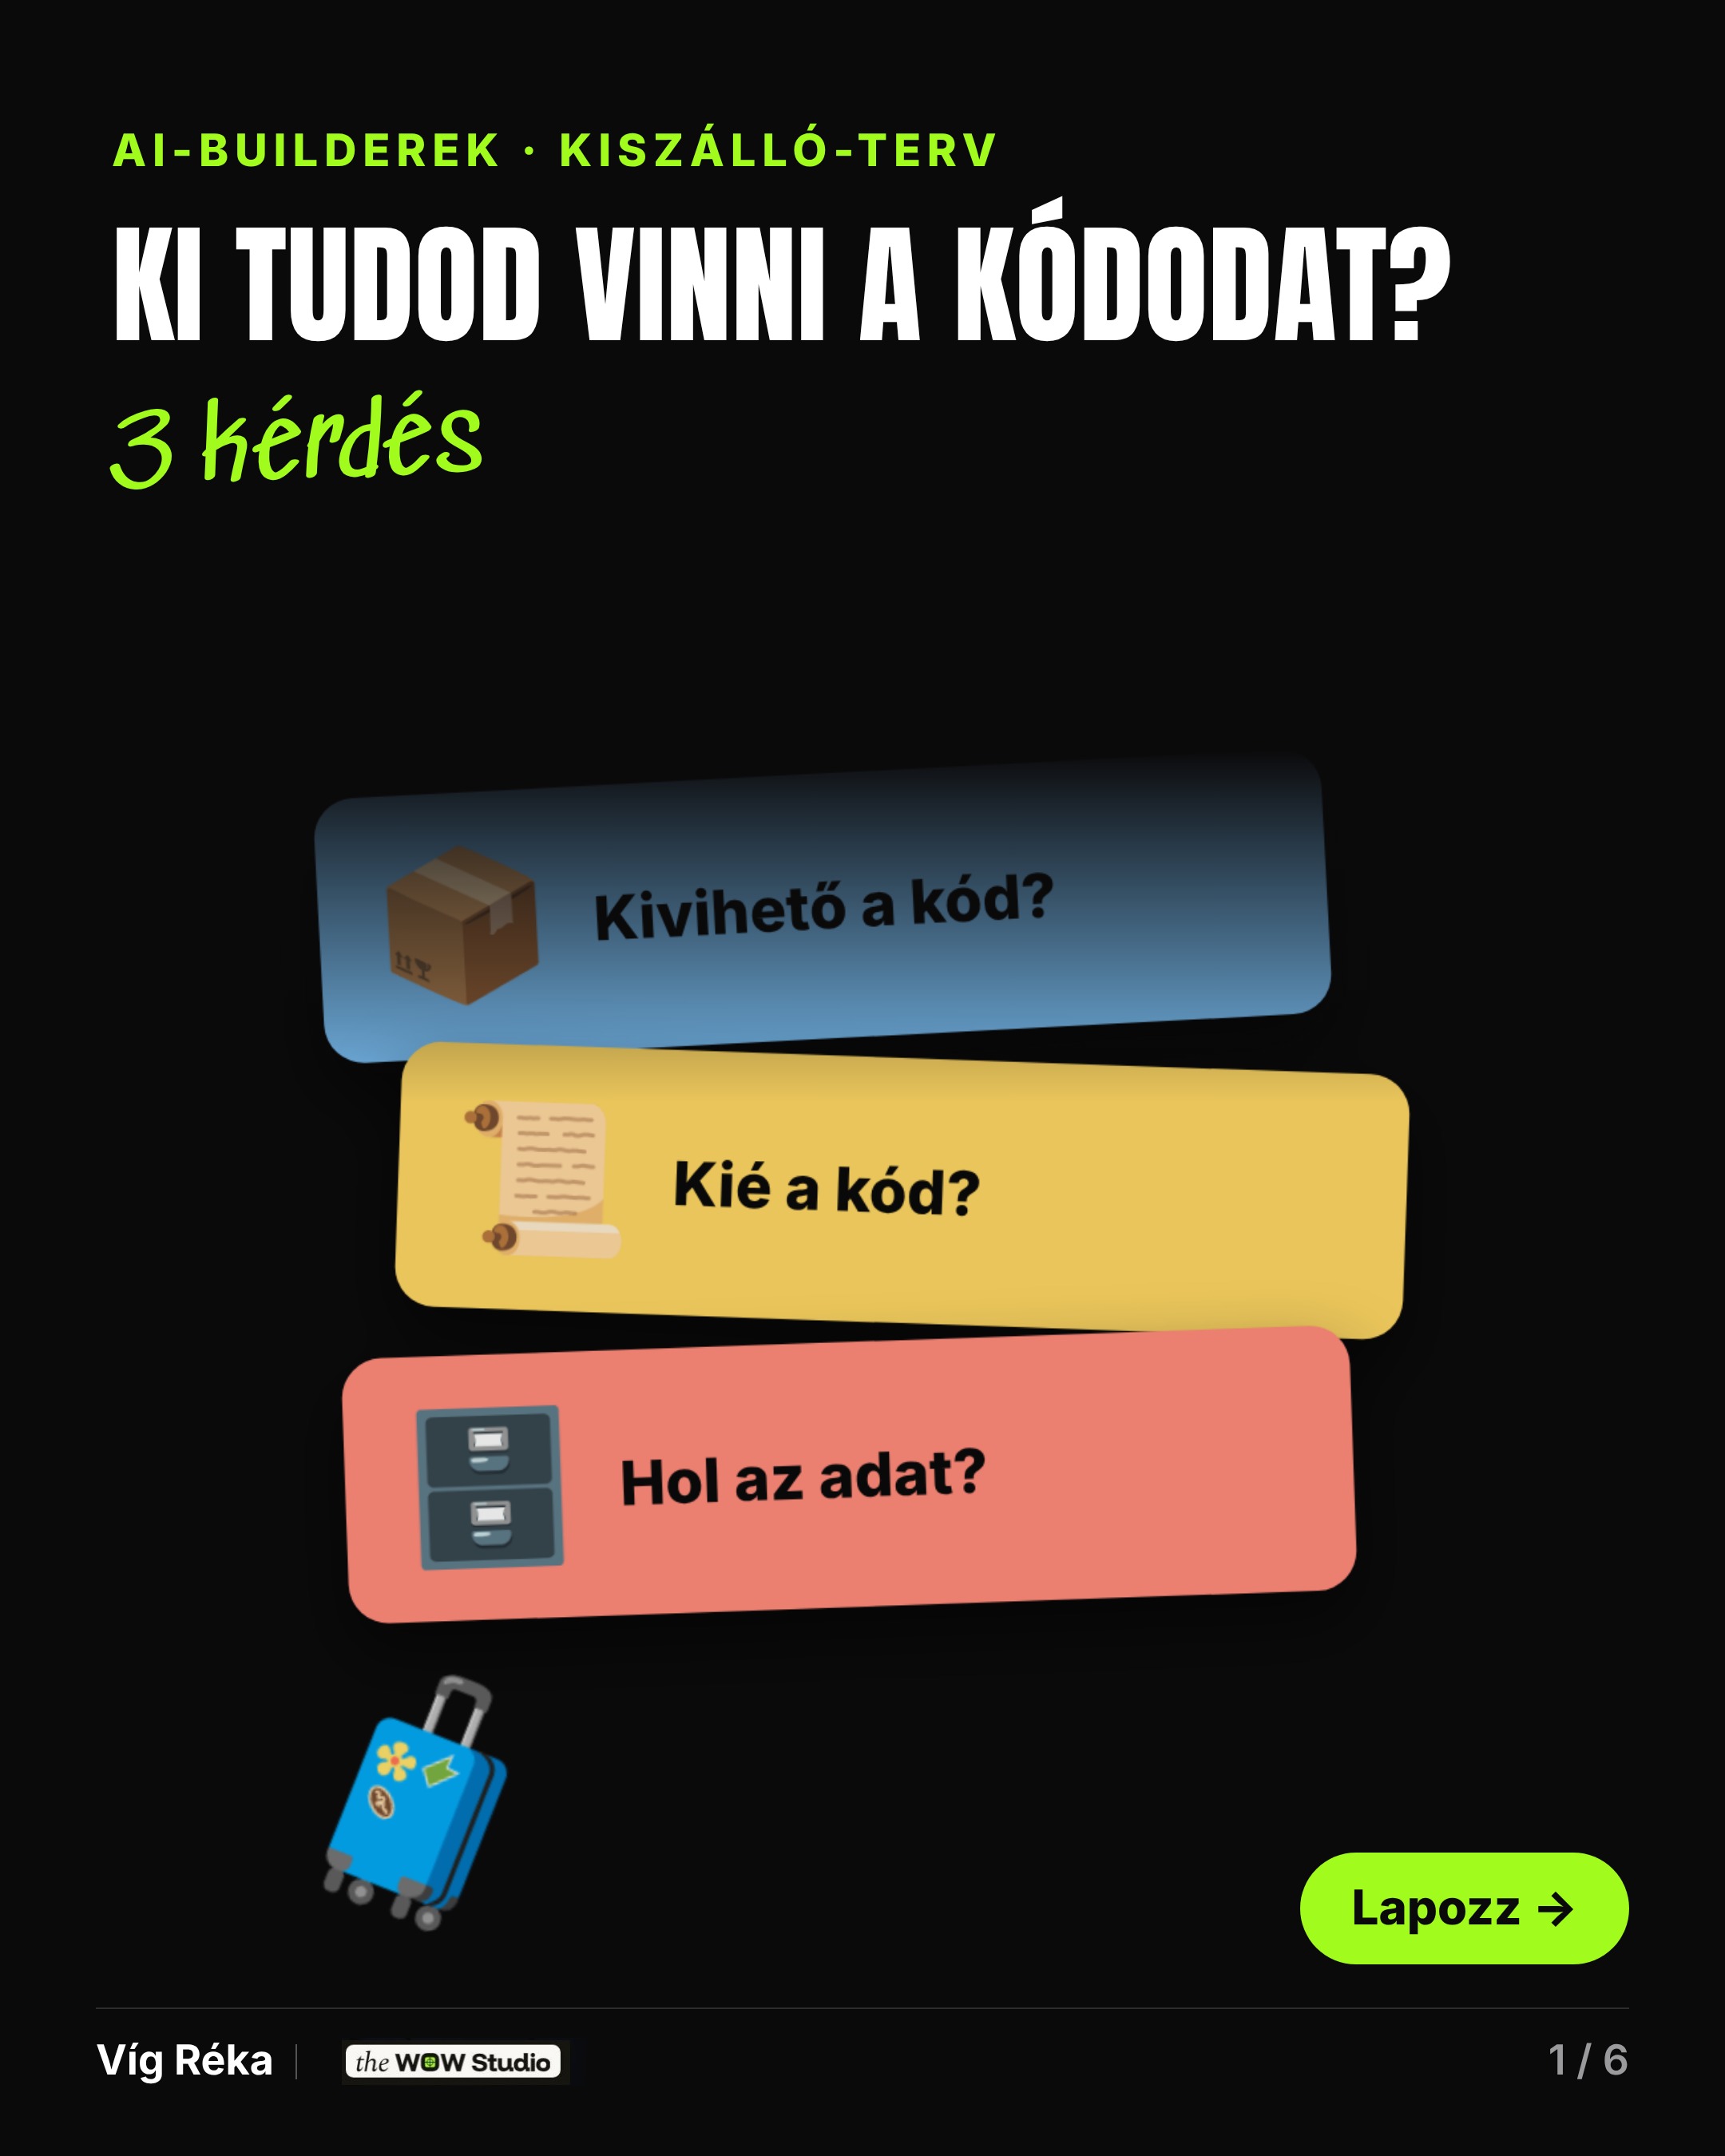 AI-BUILDEREK · KISZÁLLÓ-TERV
KI TUDOD VINNI A KÓDODAT?
3 kérdés
Kivihető a kód?
Kié a kód?
Hol az adat?
Lapozz →
Víg Réka
the WOW Studio
1 / 6